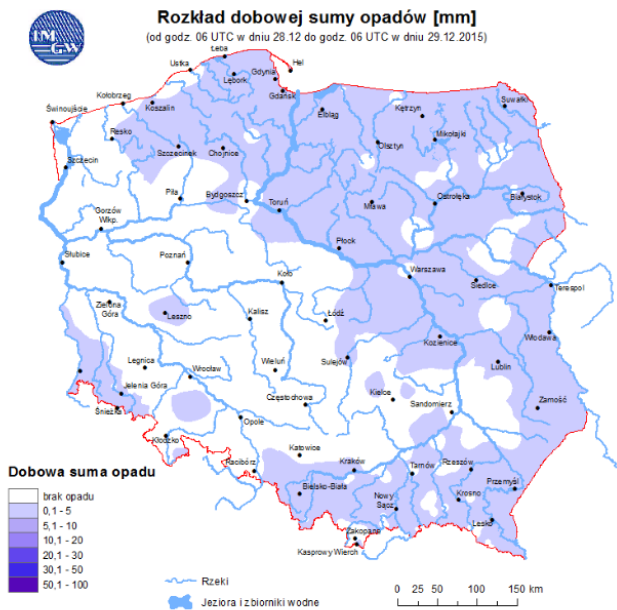 IM
GW
Rozkład dobowej sumy opadów [mm]
(od godz. 06 UTC w dniu 28.12 do godz. 06 UTC w dniu 29.12.2015)
Łeba
Hel
Ustka
Gdynia
Lębork
Gdańsk
Suwałki
Kołobrzeg
Koszalin
Świnoujście
Elbląg
Kętrzyn
Resko
Mikołajki
Olsztyn
Szczecinek
Chojnice
Szczecin
Piła
Bydgoszcz
Toruń
Mława
Ostrołęka
Białystok
Gorzów
Wlkp.
Płock
Słubice
Poznań
Koło
Warszawa
Siedlce
Terespol
Zielona
Góra
Leszno
Kalisz
Łódź
Kozienice
Włodawa
Legnica
Wrocław
Wieluń
Sulejów
Lublin
Jelenia Góra
Częstochowa
Kielce
Sandomierz
Zamość
Śnieżka
Opole
Kłodzko
Racibórz
Katowice
Kraków
Tarnów
Rzeszów
Przemyśl
Bielsko-Biała
Nowy
Sącz
Krosno
Lesko
Zakopane
Kasprowy Wierch
Dobowa suma opadu
brak opadu
0,1 - 5
5,1 - 10
10,1 - 20
20,1 - 30
30,1 - 50
50,1 - 100
Rzeki
Jeziora i zbiorniki wodne
0 25 50 100 150 km